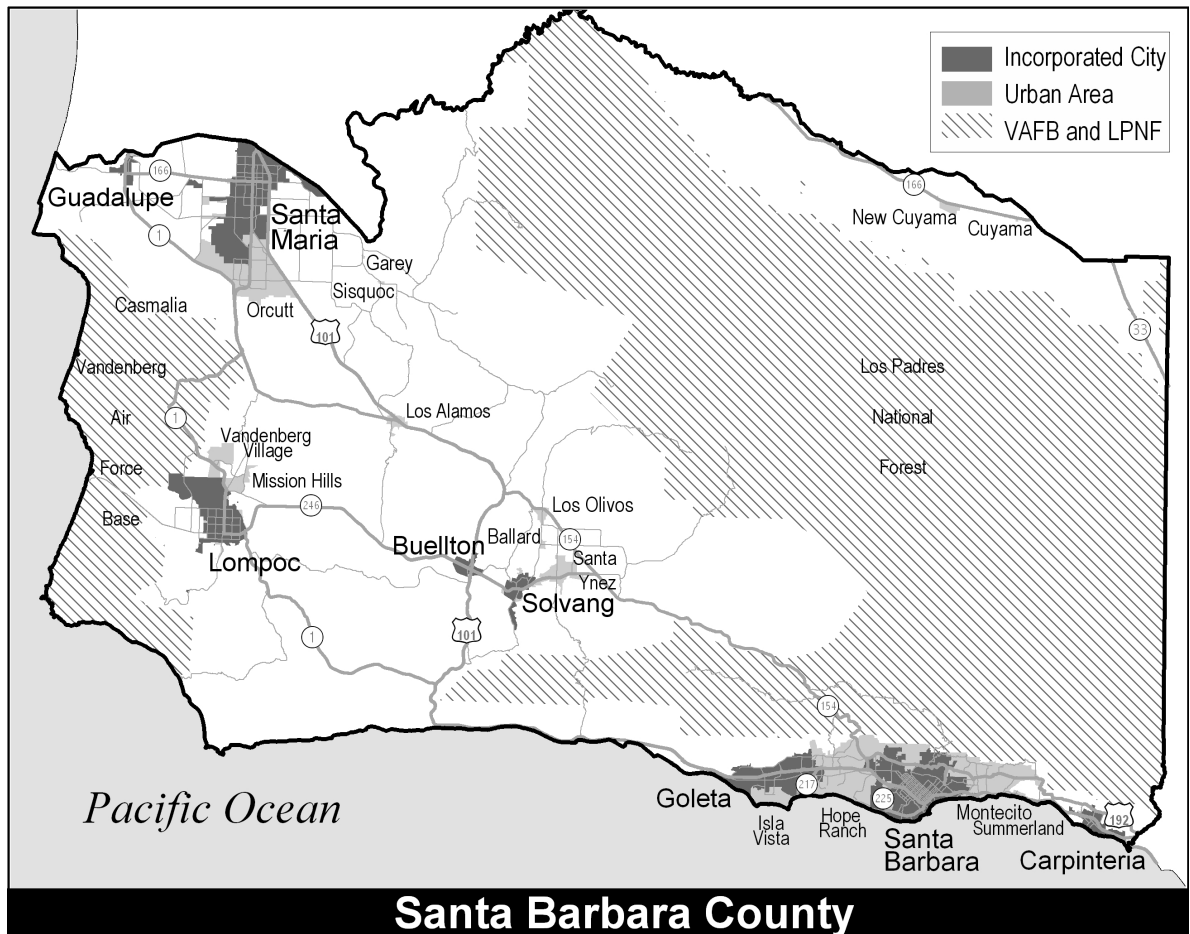 Incorporated City
Urban Area
VAFB and LPNF
166
Guadalupe
Santa
Maria
1
166
New Cuyama
Cuyama
Garey
Sisquoc
Casmalia
Orcutt
101
33
Vandenberg
Air
Force
Base
Los Padres
National
Forest
1
Los Alamos
Vandenberg
Village
Mission Hills
246
Los Olivos
Ballard
154
Buellton
Santa
Ynez
Lompoc
Solvang
1
101
154
Goleta
217
225
192
Isla
Vista
Hope
Ranch
Santa
Barbara
Montecito
Summerland
Carpinteria
Pacific Ocean
Santa Barbara County